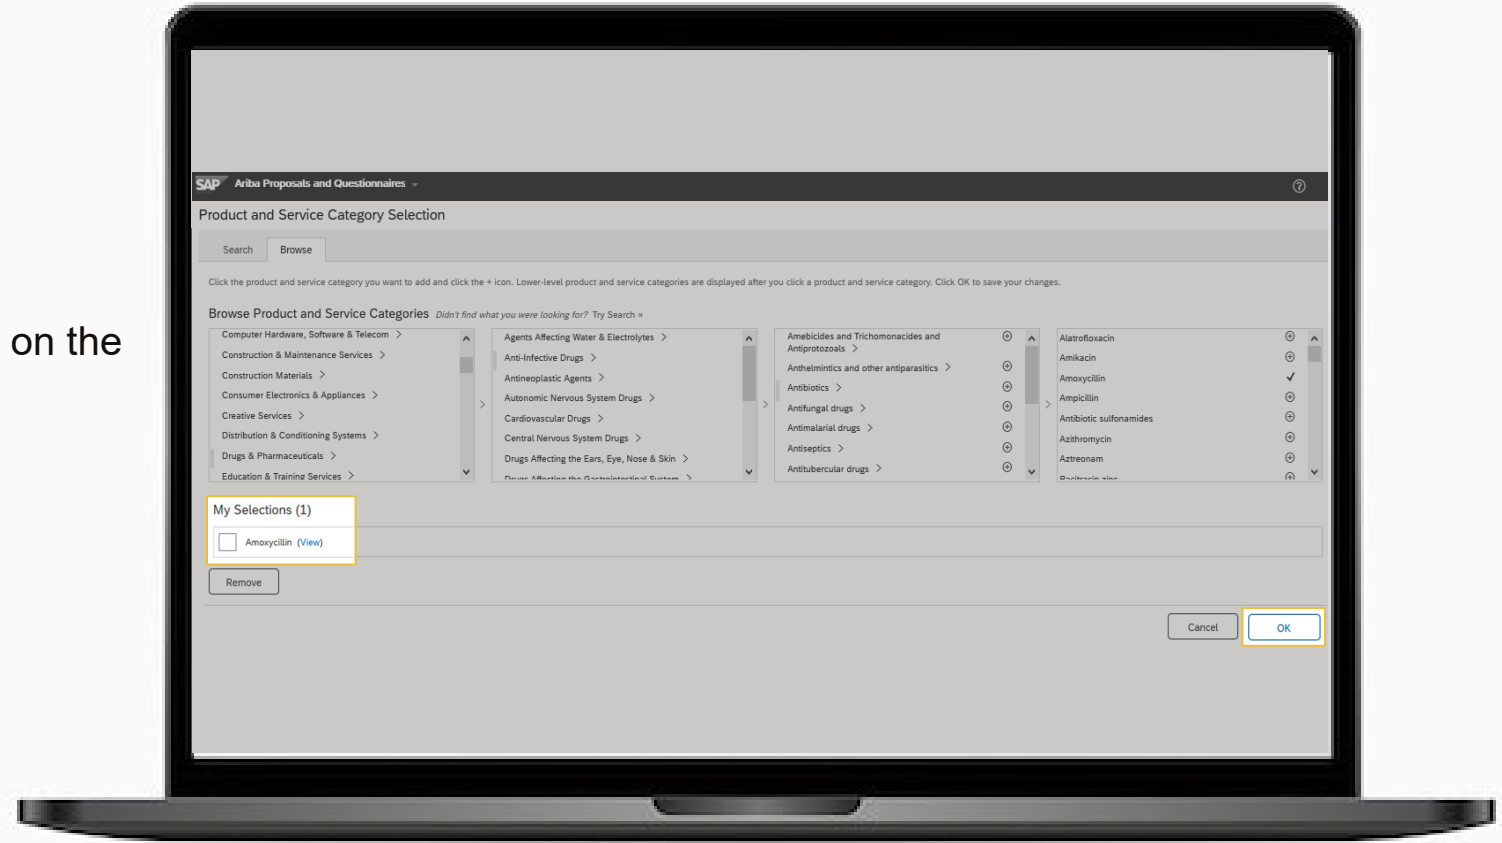 on the
SAP Ariba Proposals and Questionnaires
Product and Service Category Selection
Search Browse
Click the product and service category you want to add and click the + icon. Lower-level product and service categories are displayed after you click a product and service category. Click OK to save your changes.
Browse Product and Service Categories Didn't find what you were looking for? Try Search »
Computer Hardware, Software & Telecom >
Construction & Maintenance Services >
Construction Materials >
Consumer Electronics & Appliances >
Creative Services >
Distribution & Conditioning Systems >
Drugs & Pharmaceuticals >
Education & Training Services >
Agents Affecting Water & Electrolytes >
Anti-Infective Drugs >
Antineoplastic Agents >
Autonomic Nervous System Drugs >
Cardiovascular Drugs >
Central Nervous System Drugs >
Drugs Affecting the Ears, Eye, Nose & Skin >
Drugs Affecting the Gastrointestinal System >
Amebicides and Trichomonacides and
Antiprotozoals >
Anthelmintics and other antiparasitics >
Antibiotics >
Antifungal drugs >
Antimalarial drugs >
Antiseptics >
Antitubercular drugs >
Alatrofloxacin
Amikacin
Amoxycillin
Ampicillin
Antibiotic sulfonamides
Azithromycin
Aztreonam
Bacitracin zinc
My Selections (1)
Amoxycillin (View)
Remove
Cancel OK